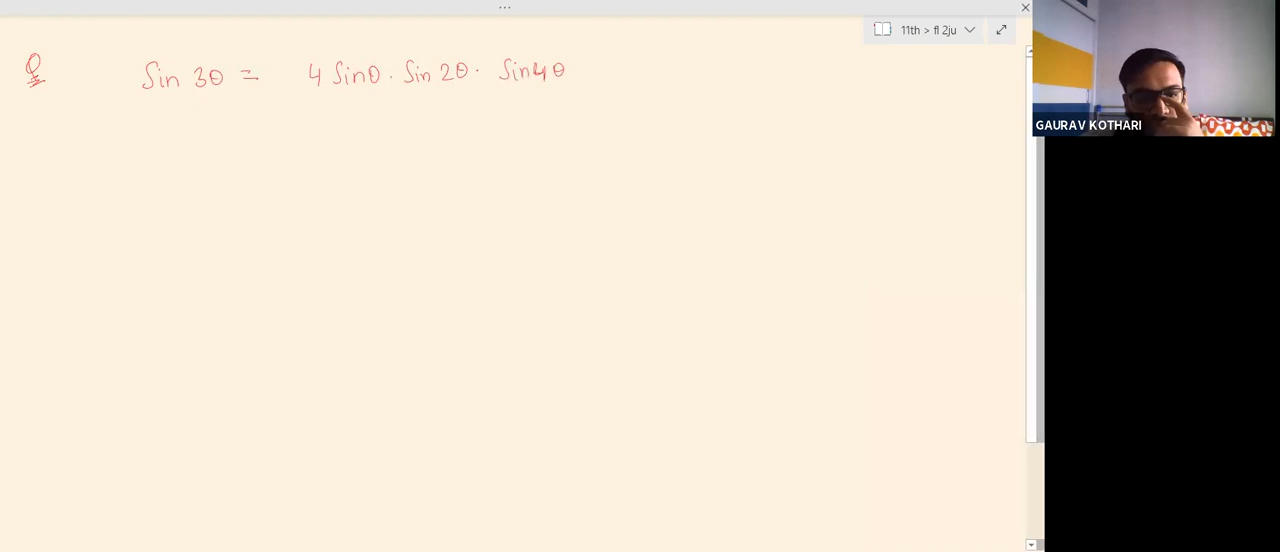 ...
11th > fl 2ju
Q Sin 3θ = 4 Sinθ · Sin 2θ · Sin4θ
GAURAV KOTHARI